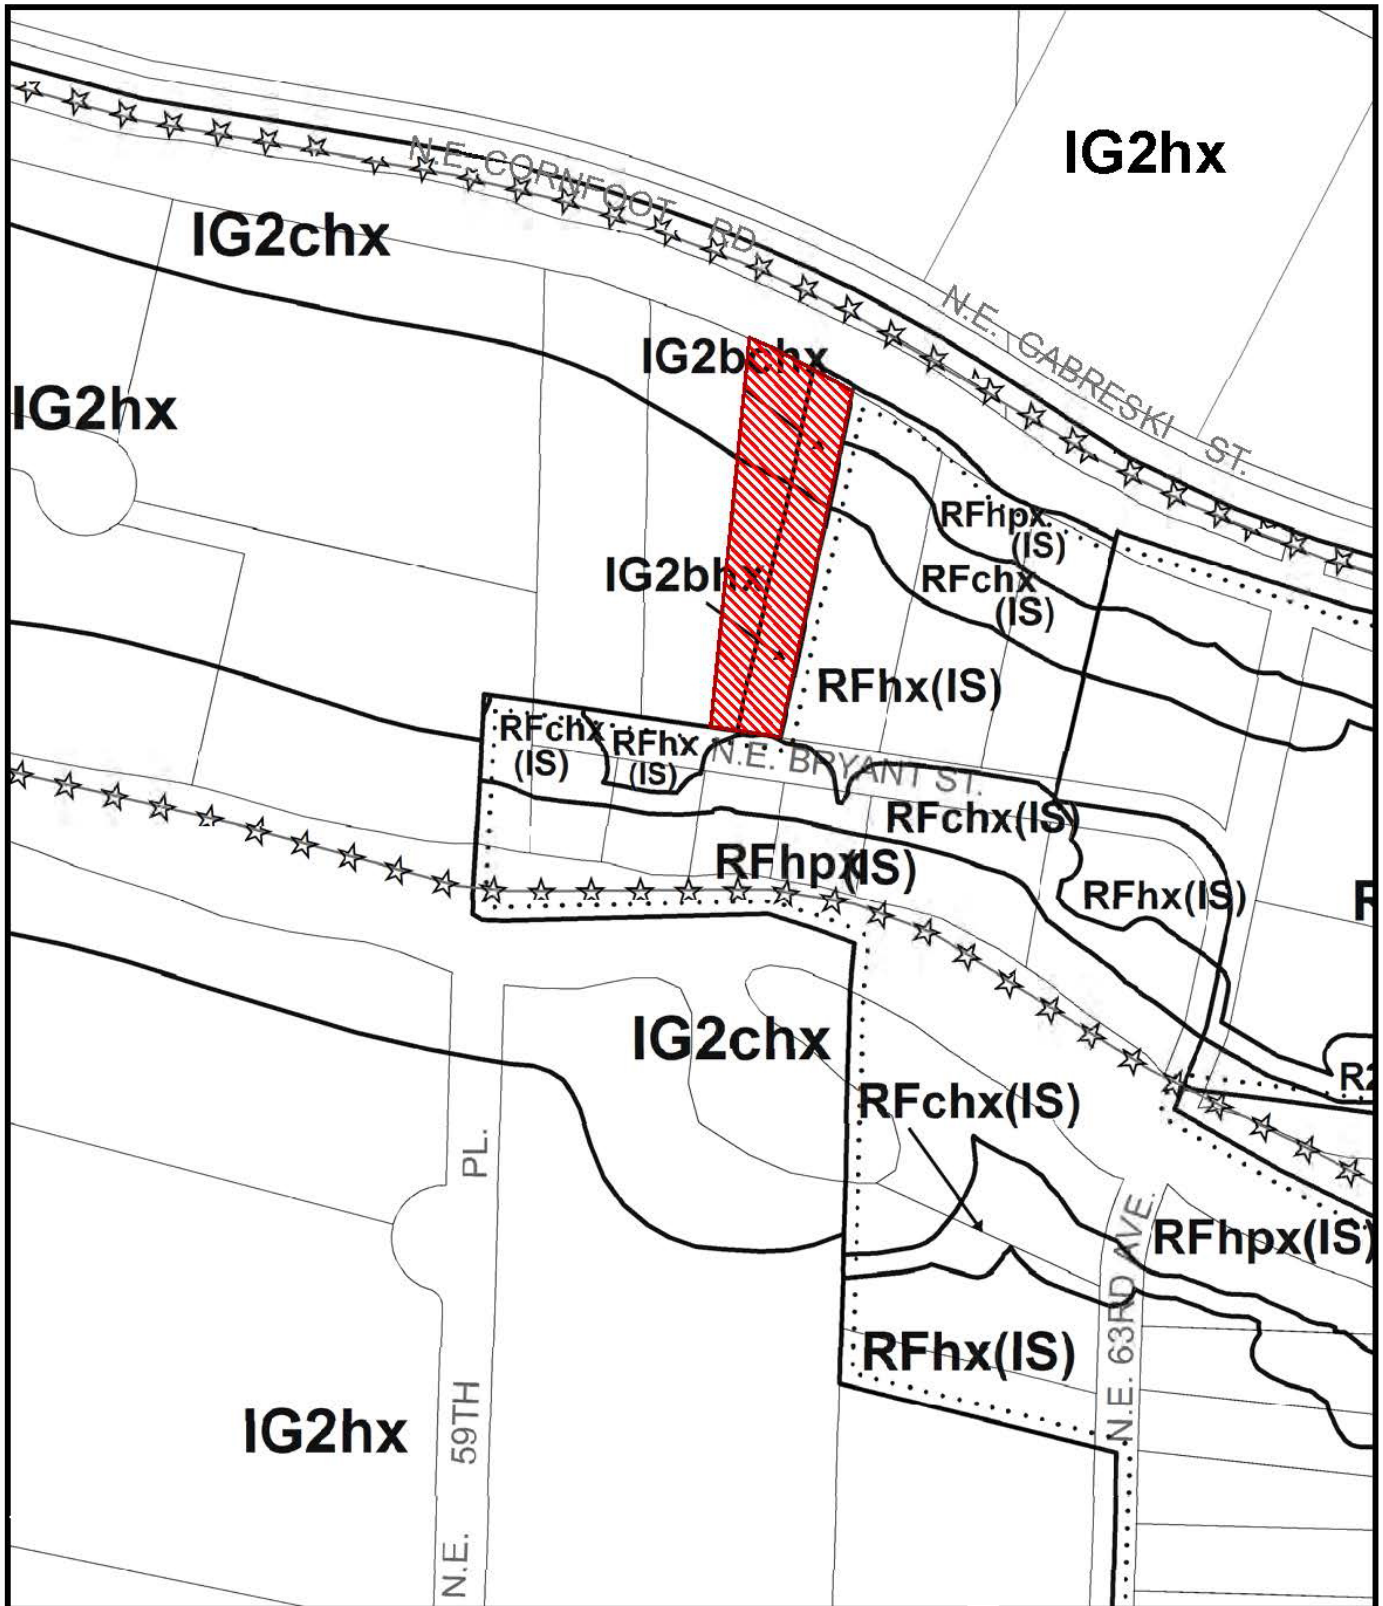 N.E. CORNFOOT RD.
IG2hx
IG2chx
N.E. CABRESKI ST.
IG2bchx
IG2hx
RFhpx
(IS)
IG2bhx
RFchx
(IS)
RFhx(IS)
RFchx
(IS)
RFhx
(IS)
N.E. BRYANT ST.
RFchx(IS)
RFhpx(IS)
RFhx(IS)
R
IG2chx
R2
RFchx(IS)
RFhpx(IS)
RFhx(IS)
N.E. 59TH PL.
N.E. 63RD AVE.
IG2hx